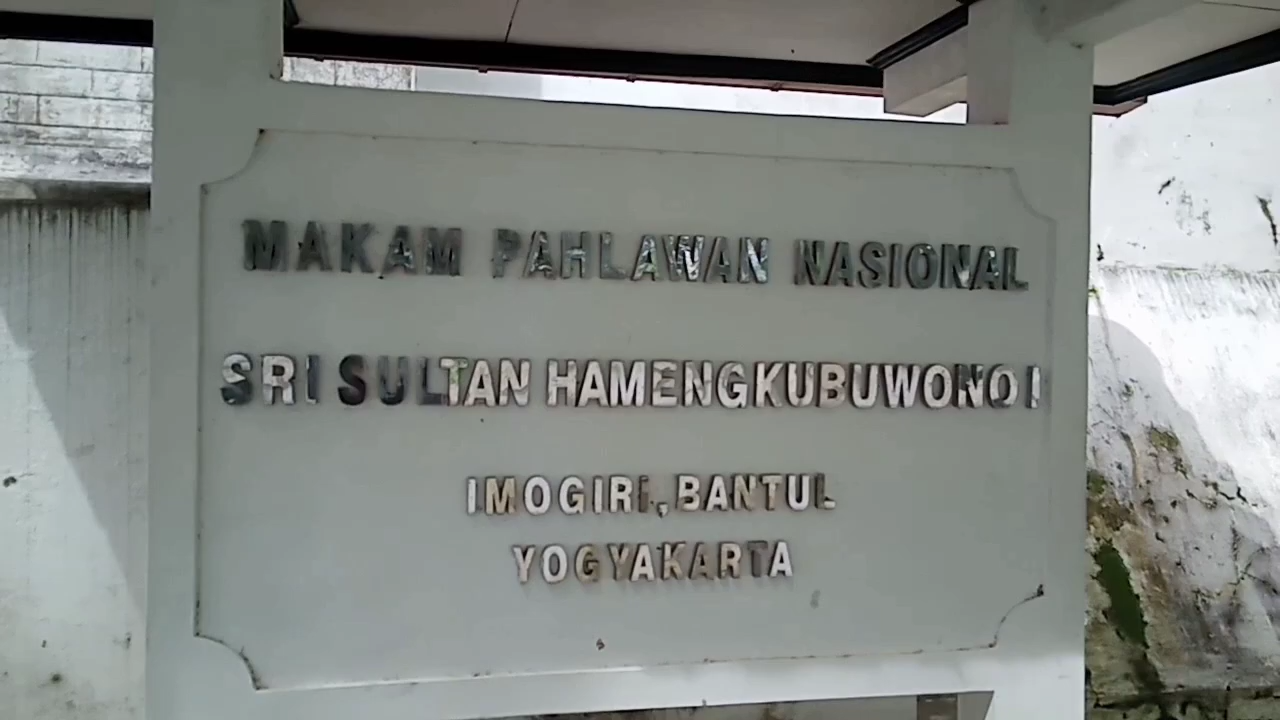 MAKAM PAHLAWAN NASIONAL
SRI SULTAN HAMENGKUBUWONO I
IMOGIRI, BANTUL
YOGYAKARTA